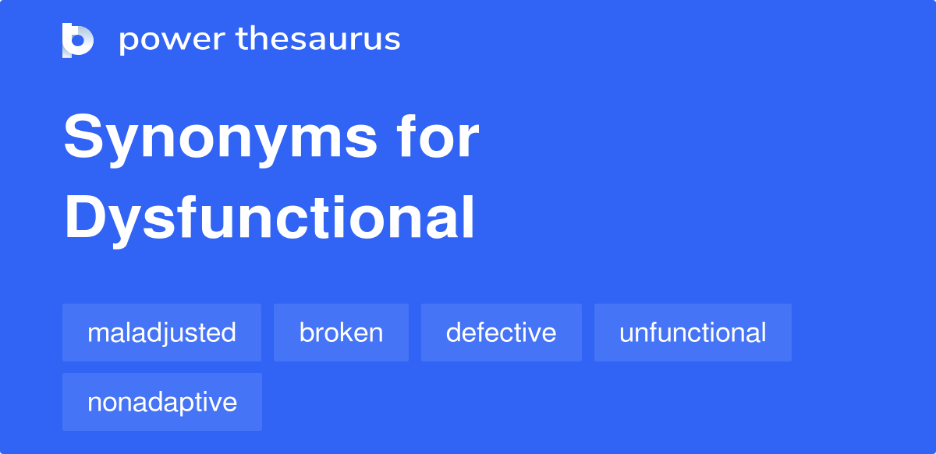 power thesaurus
Synonyms for
Dysfunctional
maladjusted broken defective unfunctional
nonadaptive